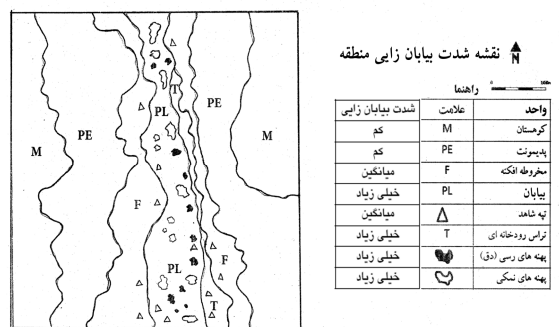 نقشه شدت بیابان زایی منطقه
N
راهنما
واحد علامت شدت بیابان زایی
کوهستان M کم
پدیمونت PE کم
مخروطه افکنه F میانگین
بیابان PL خیلی زیاد
تپه شاهد میانگین
تراس رودخانه ای T خیلی زیاد
پهنه های رسی (دق) خیلی زیاد
پهنه های نمکی خیلی زیاد
T
PE
PL
PE
M
M
F
F
PL
T